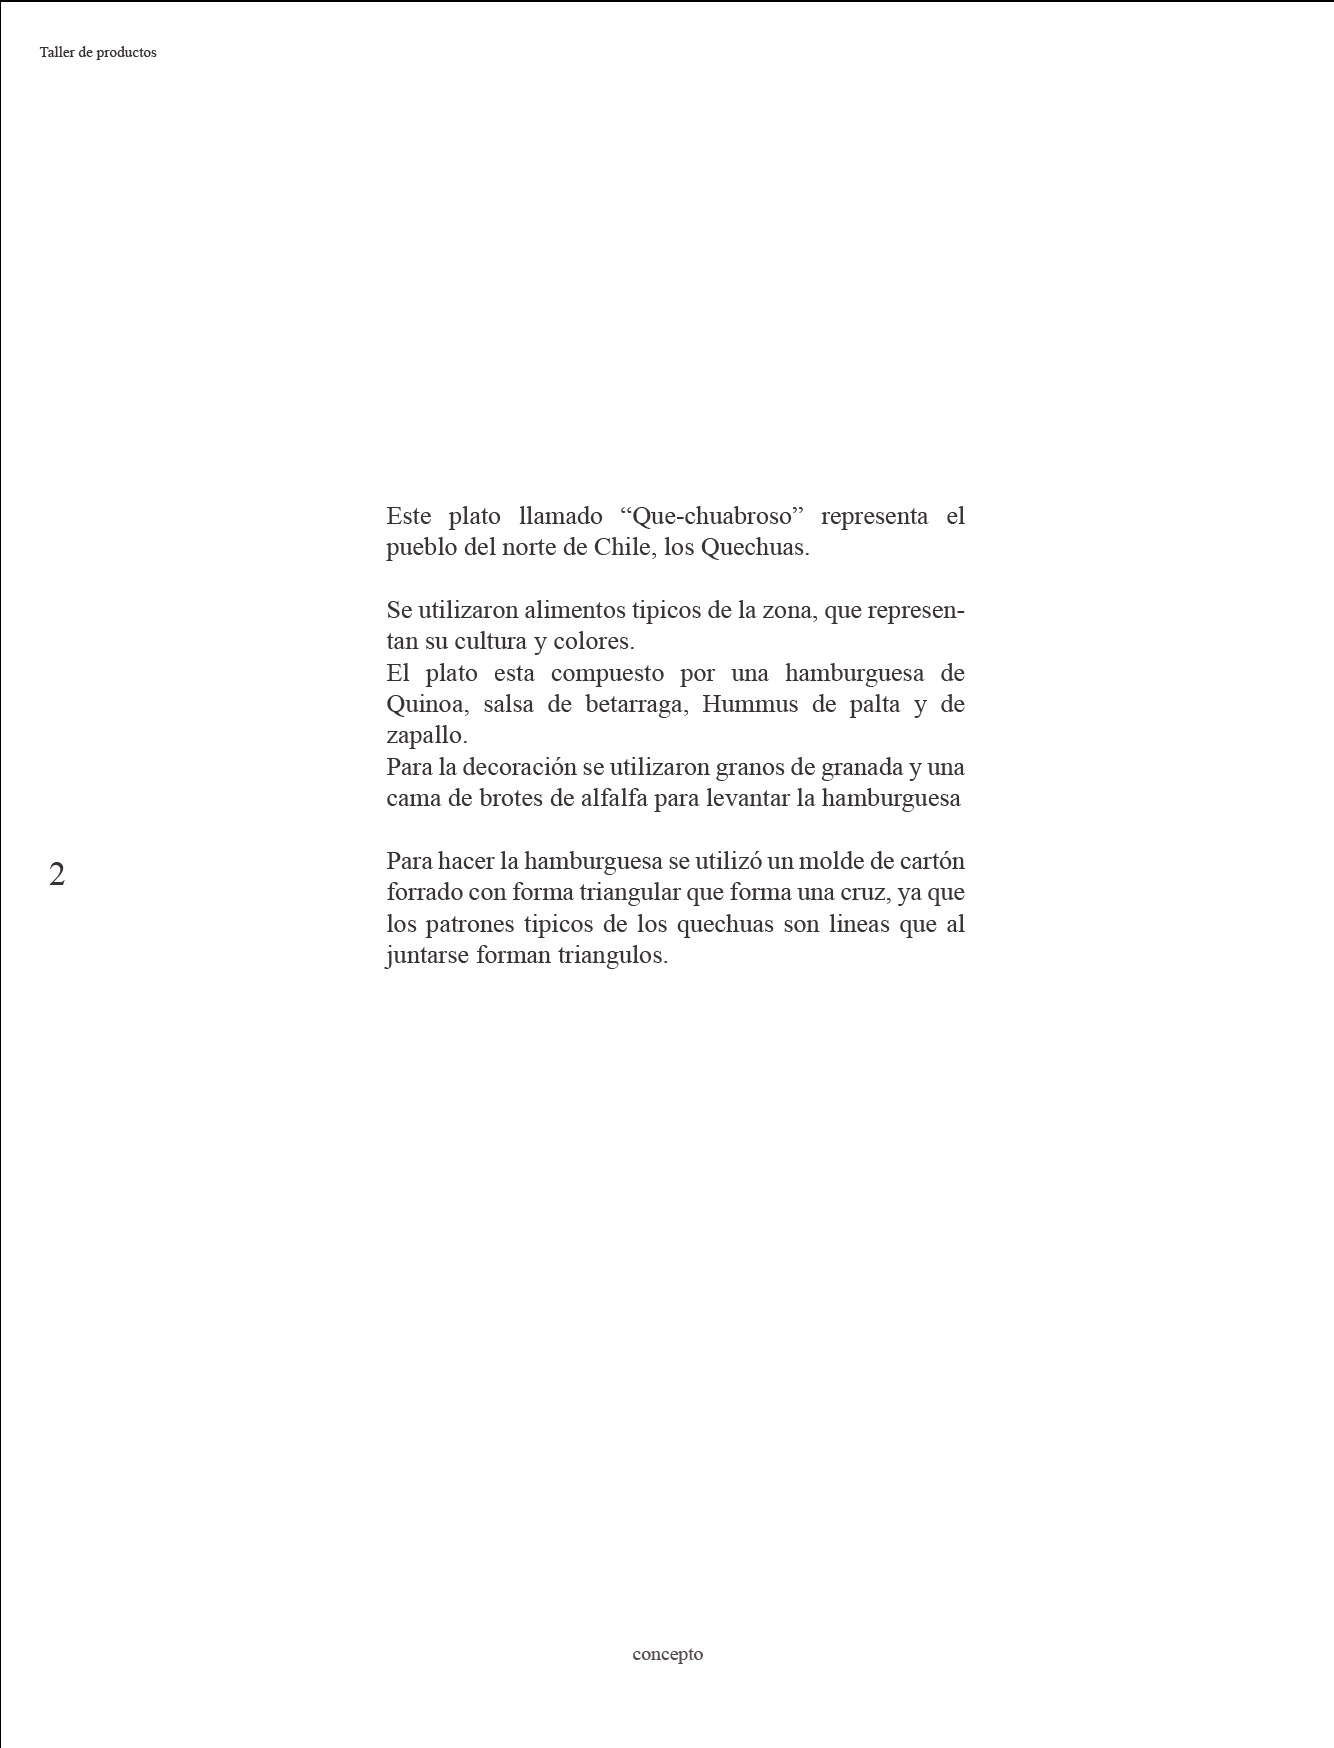 Taller de productos
Este plato llamado “Que-chuabroso” representa el
pueblo del norte de Chile, los Quechuas.
Se utilizaron alimentos tipicos de la zona, que represen-
tan su cultura y colores.
El plato esta compuesto por una hamburguesa de
Quinoa, salsa de betarraga, Hummus de palta y de
zapallo.
Para la decoración se utilizaron granos de granada y una
cama de brotes de alfalfa para levantar la hamburguesa
Para hacer la hamburguesa se utilizó un molde de cartón
forrado con forma triangular que forma una cruz, ya que
los patrones tipicos de los quechuas son lineas que al
juntarse forman triangulos.
2
concepto